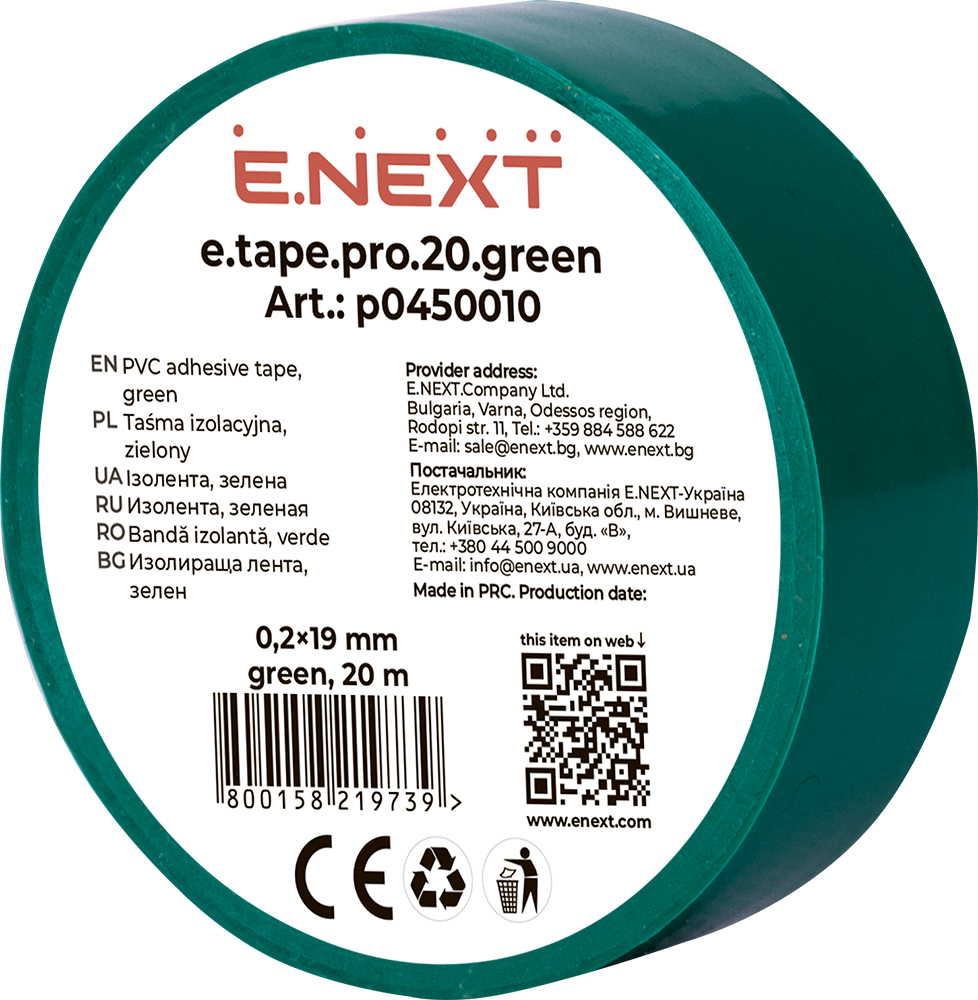 E.NEXT
e.tape.pro.20.green
Art.: p0450010
EN PVC adhesive tape,
green
PL Taśma izolacyjna,
zielony
UA Ізолента, зелена
RU Изолента, зеленая
RO Bandă izolantă, verde
BG Изолираща лента,
зелен
Provider address:
E.NEXT.Company Ltd.
Bulgaria, Varna, Odessos region,
Rodopi str. 11, Tel.: +359 884 588 622
E-mail: sale@enext.bg, www.enext.bg
Постачальник:
Електротехнічна компанія E.NEXT-Україна
08132, Україна, Київська обл., м. Вишневе,
вул. Київська, 27-А, буд. «В»,
тел.: +380 44 500 9000
E-mail: info@enext.ua, www.enext.ua
Made in PRC. Production date:
0,2×19 mm
green, 20 m
800158 219739 >
this item on web ↓
www.enext.com
CE